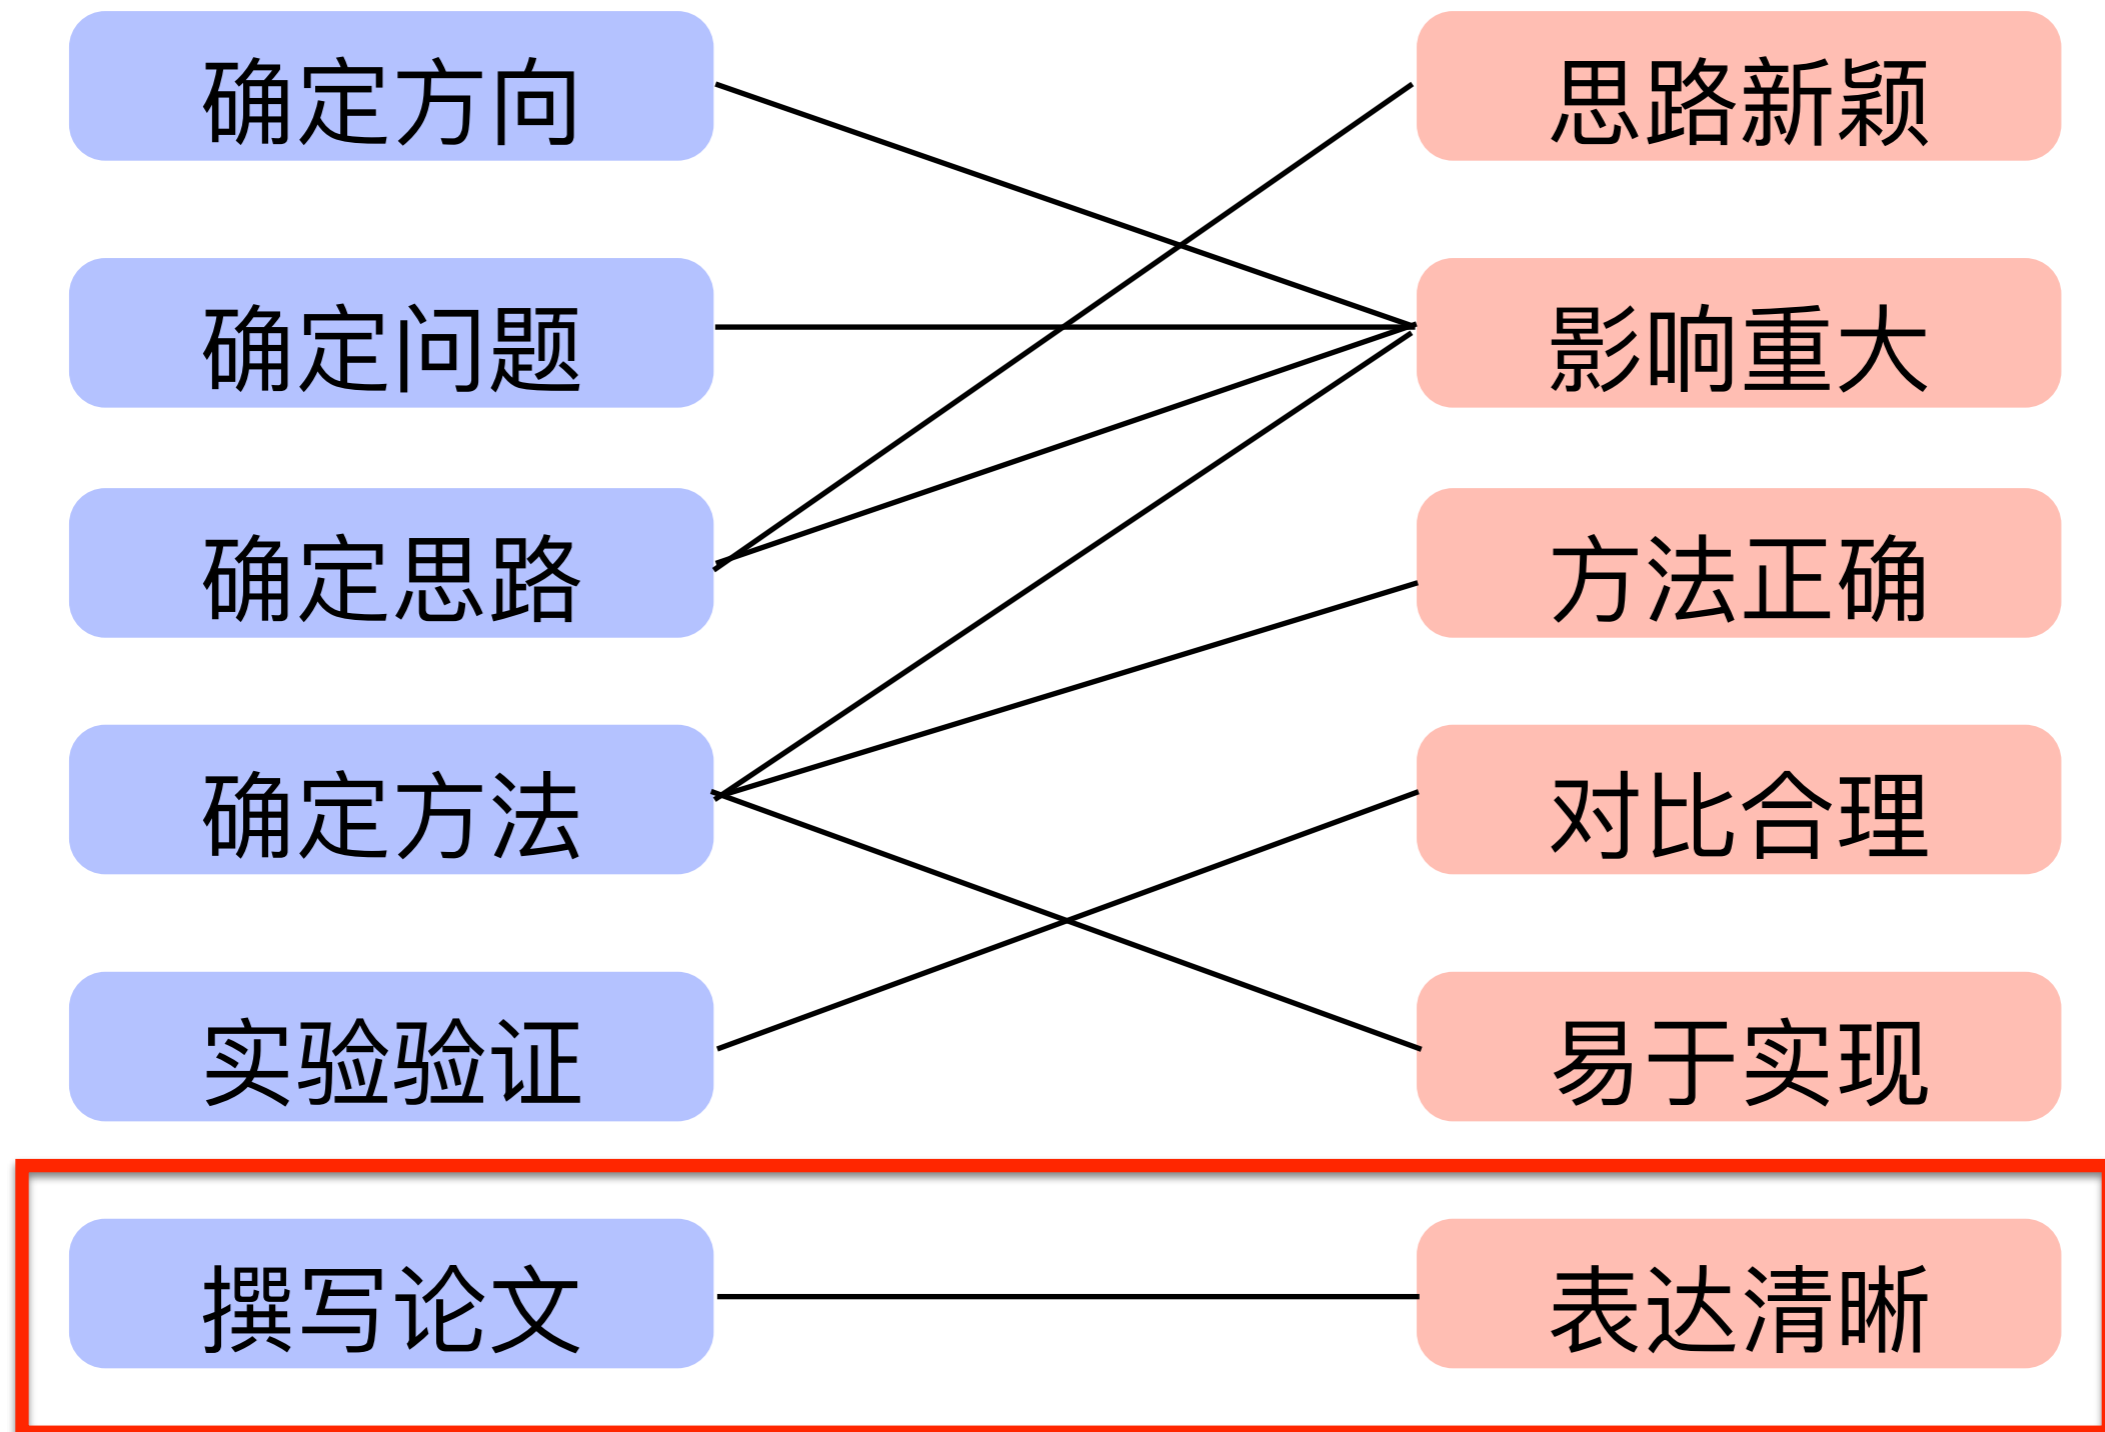 确定方向
思路新颖
确定问题
影响重大
确定思路
方法正确
确定方法
对比合理
实验验证
易于实现
撰写论文
表达清晰